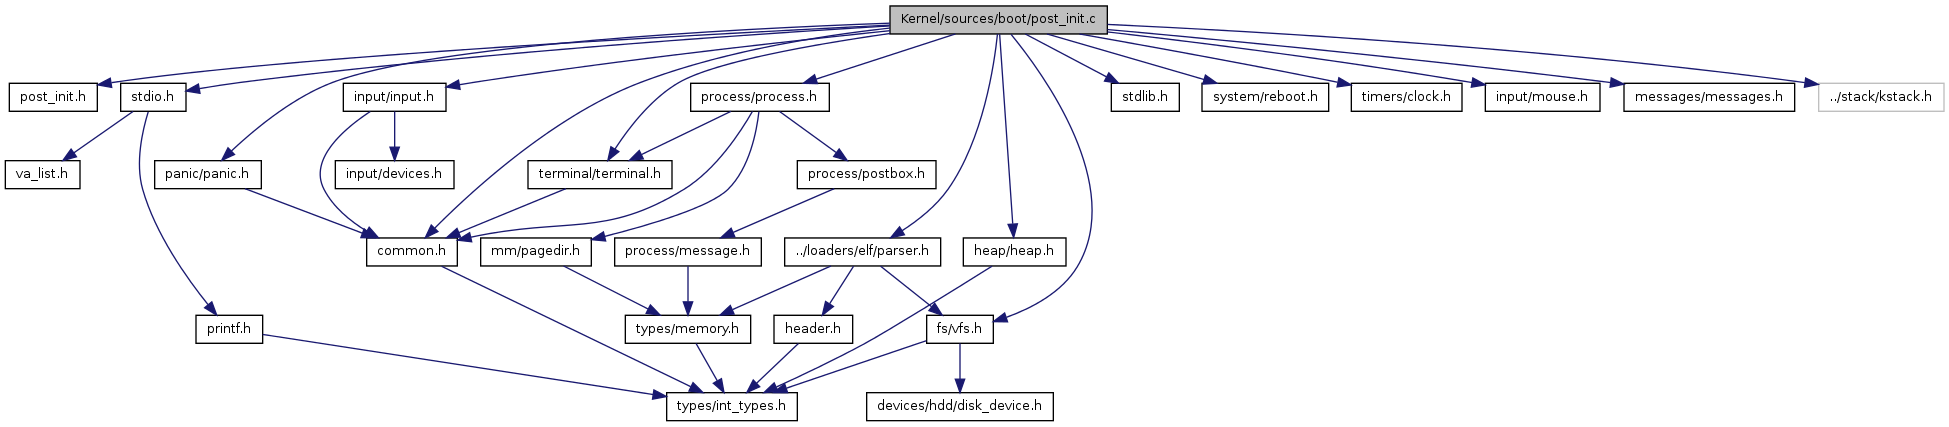 Kernel/sources/boot/post_init.c
post_init.h
stdio.h
input/input.h
process/process.h
stdlib.h
system/reboot.h
timers/clock.h
input/mouse.h
messages/messages.h
../stack/kstack.h
va_list.h
panic/panic.h
input/devices.h
terminal/terminal.h
process/postbox.h
common.h
mm/pagedir.h
process/message.h
../loaders/elf/parser.h
heap/heap.h
printf.h
types/memory.h
header.h
fs/vfs.h
types/int_types.h
devices/hdd/disk_device.h